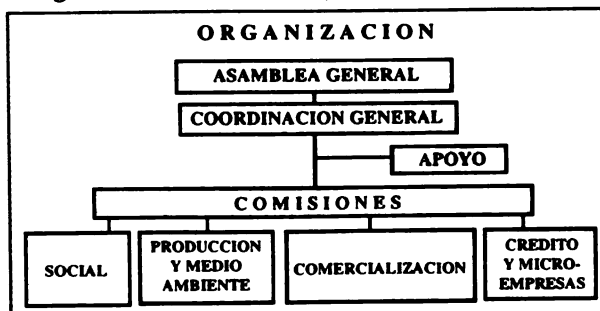 ORGANIZACION
ASAMBLEA GENERAL
COORDINACION GENERAL
APOYO
COMISIONES
SOCIAL
PRODUCCION
Y MEDIO
AMBIENTE
COMERCIALIZACION
CREDITO
Y MICRO-
EMPRESAS